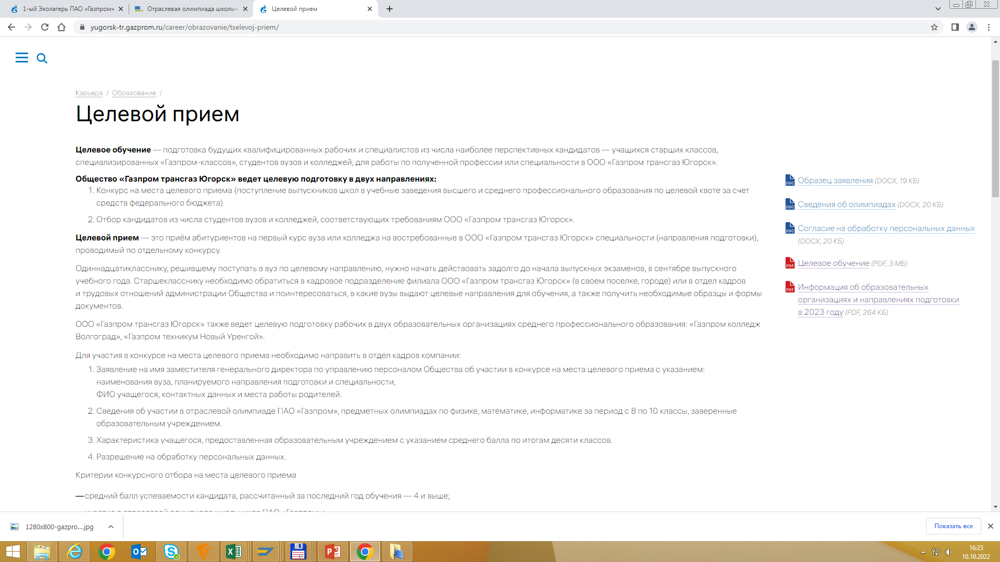 1-ый Эколагерь ПАО «Газпром»
Отраслевая олимпиада школьн
Целевой прием
yugorsk-tr.gazprom.ru/career/obrazovanie/tselevoj-priem/
Карьера / Образование /
Целевой прием
Целевое обучение — подготовка будущих квалифицированных рабочих и специалистов из числа наиболее перспективных кандидатов — учащихся старших классов,
специализированных «Газпром-классов», студентов вузов и колледжей, для работы по полученной профессии или специальности в ООО «Газпром трансгаз Югорск».
Общество «Газпром трансгаз Югорск» ведет целевую подготовку в двух направлениях:
1. Конкурс на места целевого приема (поступление выпускников школ в учебные заведения высшего и среднего профессионального образования по целевой квоте за счет
средств федерального бюджета).
2. Отбор кандидатов из числа студентов вузов и колледжей, соответствующих требованиям ООО «Газпром трансгаз Югорск».
Целевой прием — это приём абитуриентов на первый курс вуза или колледжа на востребованные в ООО «Газпром трансгаз Югорск» специальности (направления подготовки),
проводимый по отдельному конкурсу.
Одиннадцатикласснику, решившему поступать в вуз по целевому направлению, нужно начать действовать задолго до начала выпускных экзаменов, в сентябре выпускного
учебного года. Старшекласснику необходимо обратиться в кадровое подразделение филиала ООО «Газпром трансгаз Югорск» (в своем поселке, городе) или в отдел кадров
и трудовых отношений администрации Общества и поинтересоваться, в какие вузы выдают целевые направления для обучения, а также получить необходимые образцы и формы
документов.
ООО «Газпром трансгаз Югорск» также ведет целевую подготовку рабочих в двух образовательных организациях среднего профессионального образования: «Газпром колледж
Волгоград», «Газпром техникум Новый Уренгой».
Для участия в конкурсе на места целевого приема необходимо направить в отдел кадров компании:
1. Заявление на имя заместителя генерального директора по управлению персоналом Общества об участии в конкурсе на места целевого приема с указанием:
наименования вуза, планируемого направления подготовки и специальности,
ФИО учащегося, контактных данных и места работы родителей.
2. Сведения об участии в отраслевой олимпиаде ПАО «Газпром», предметных олимпиадах по физике, математике, информатике за период с 8 по 10 классы, заверенные
образовательным учреждением.
3. Характеристика учащегося, предоставленная образовательным учреждением с указанием среднего балла по итогам десяти классов.
4. Разрешение на обработку персональных данных.
Критерии конкурсного отбора на места целевого приема
—средний балл успеваемости кандидата, рассчитанный за последний год обучения — 4 и выше;
DOC Образец заявления (DOCX, 19 КБ)
DOC Сведения об олимпиадах (DOCX, 20 КБ)
DOC Согласие на обработку персональных данных
(DOCX, 20 КБ)
PDF Целевое обучение (PDF, 3 МБ)
PDF Информация об образовательных
организациях и направлениях подготовки
в 2023 году (PDF, 264 КБ)
1280x800-gazpro....jpg
Показать все
16:23
10.10.2022